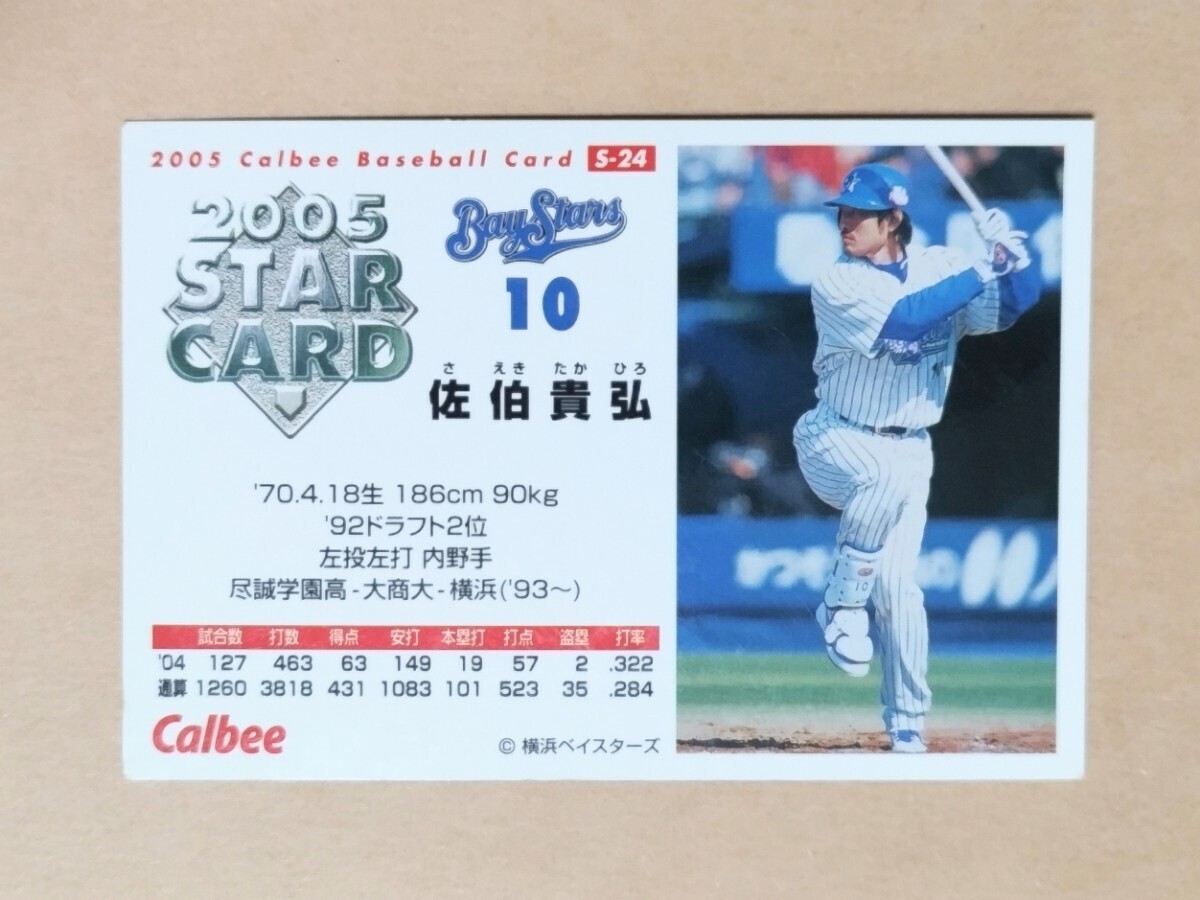 2005 Calbee Baseball Card S-24
2005
STAR
CARD
BayStars
10
さ えき たか ひろ
佐伯貴弘
'70.4.18生 186cm 90kg
'92ドラフト2位
左投左打 内野手
尽誠学園高-大商大-横浜('93〜)
試合数 打数 得点 安打 本塁打 打点 盗塁 打率
'04 127 463 63 149 19 57 2 .322
通算 1260 3818 431 1083 101 523 35 .284
Calbee
© 横浜ベイスターズ